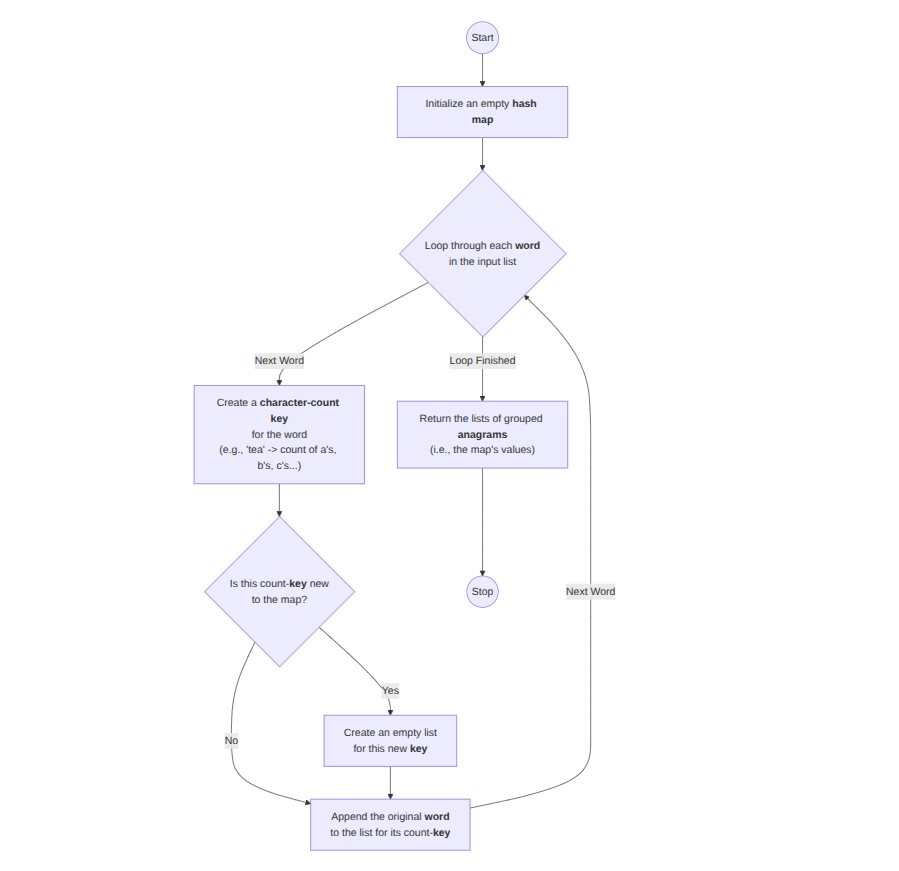 Start
Initialize an empty hash
map
Loop through each word
in the input list
Next Word
Loop Finished
Create a character-count
key
for the word
(e.g., 'tea' -> count of a's,
b's, c's...)
Return the lists of grouped
anagrams
(i.e., the map's values)
Is this count-key new
to the map?
Stop
Next Word
Yes
No
Create an empty list
for this new key
Append the original word
to the list for its count-key